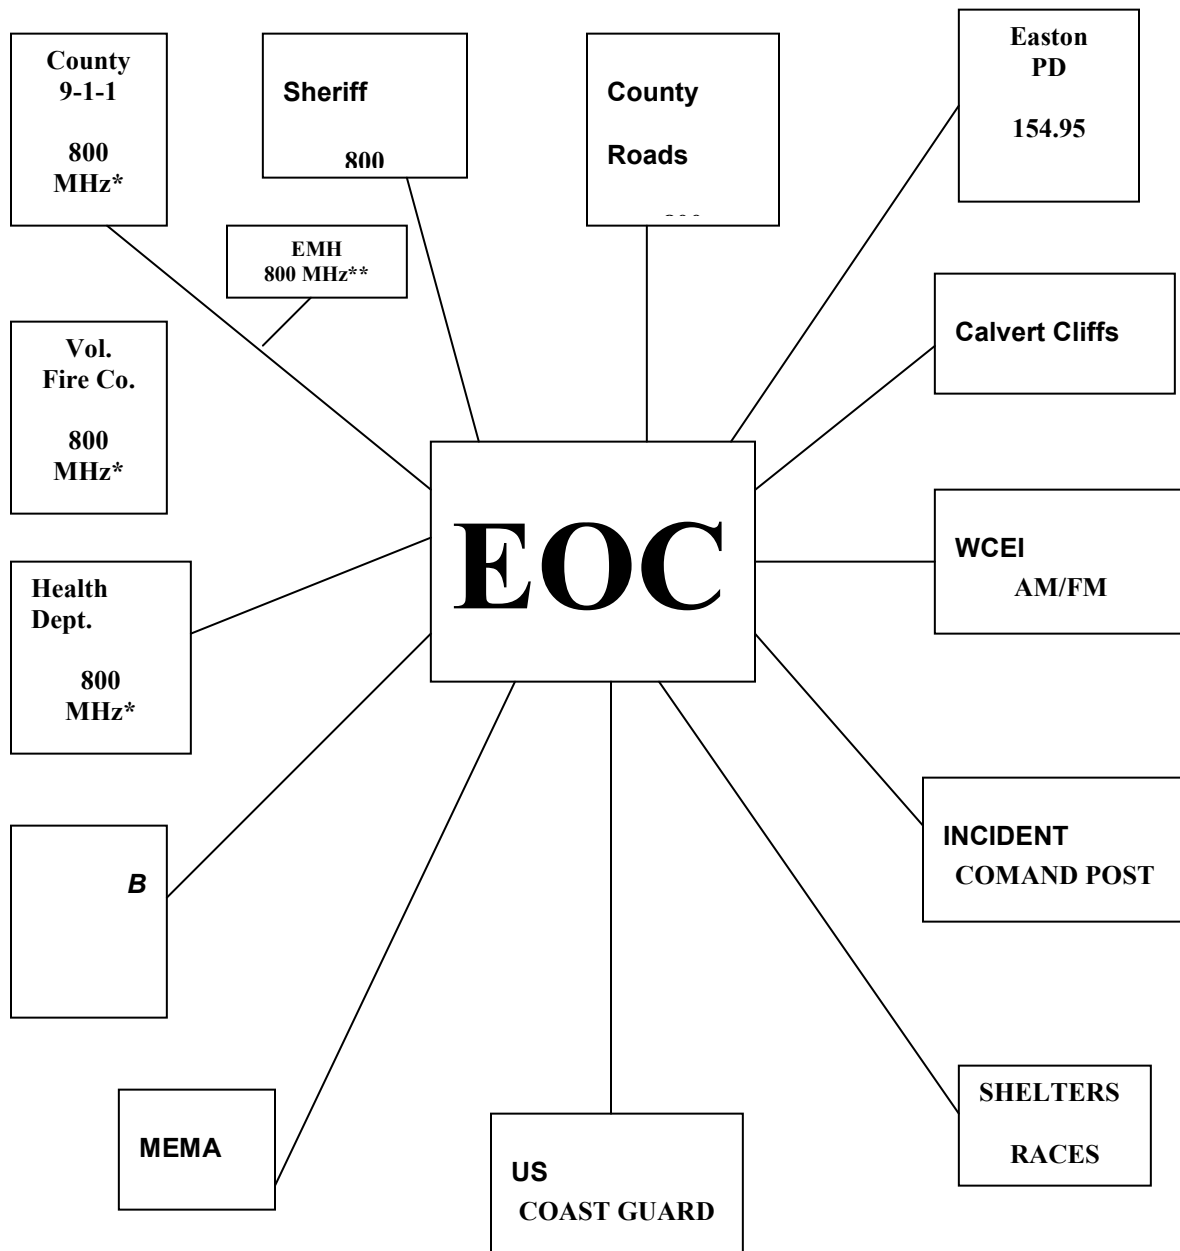 County
9-1-1
800
MHz*
Sheriff
800
County
Roads
Easton
PD
154.95
EMH
800 MHz**
Calvert Cliffs
Vol.
Fire Co.
800
MHz*
EOC
WCEI
AM/FM
Health
Dept.
800
MHz*
INCIDENT
COMAND POST
B
MEMA
US
COAST GUARD
SHELTERS
RACES